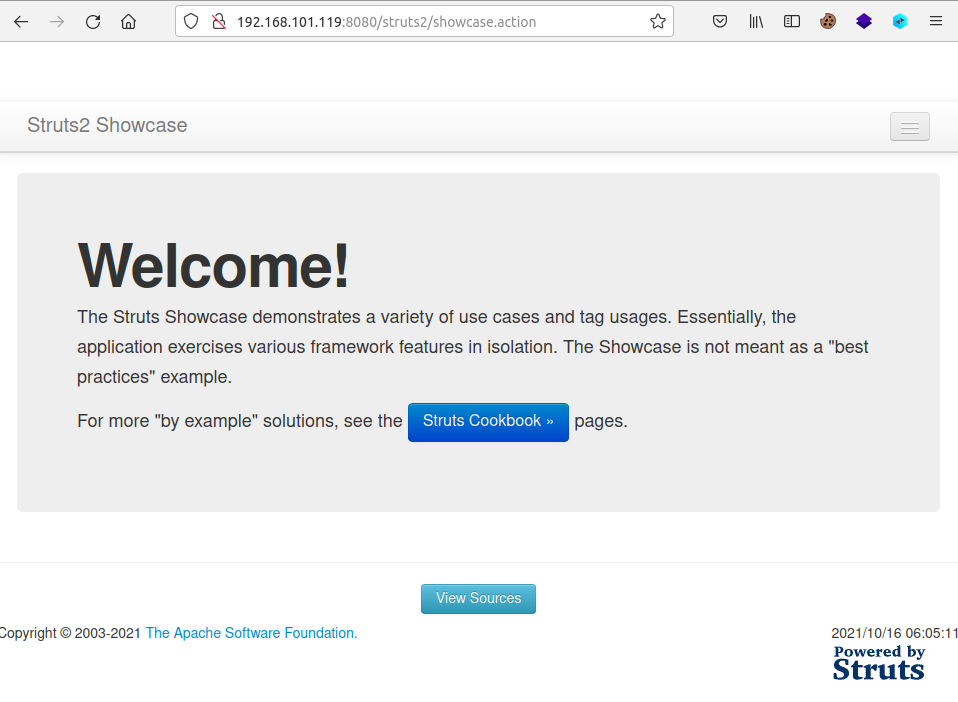 192.168.101.119:8080/struts2/showcase.action
Struts2 Showcase
Welcome!
The Struts Showcase demonstrates a variety of use cases and tag usages. Essentially, the
application exercises various framework features in isolation. The Showcase is not meant as a "best
practices" example.
For more "by example" solutions, see the Struts Cookbook » pages.
View Sources
Copyright © 2003-2021 The Apache Software Foundation.
2021/10/16 06:05:11
Powered by
Struts